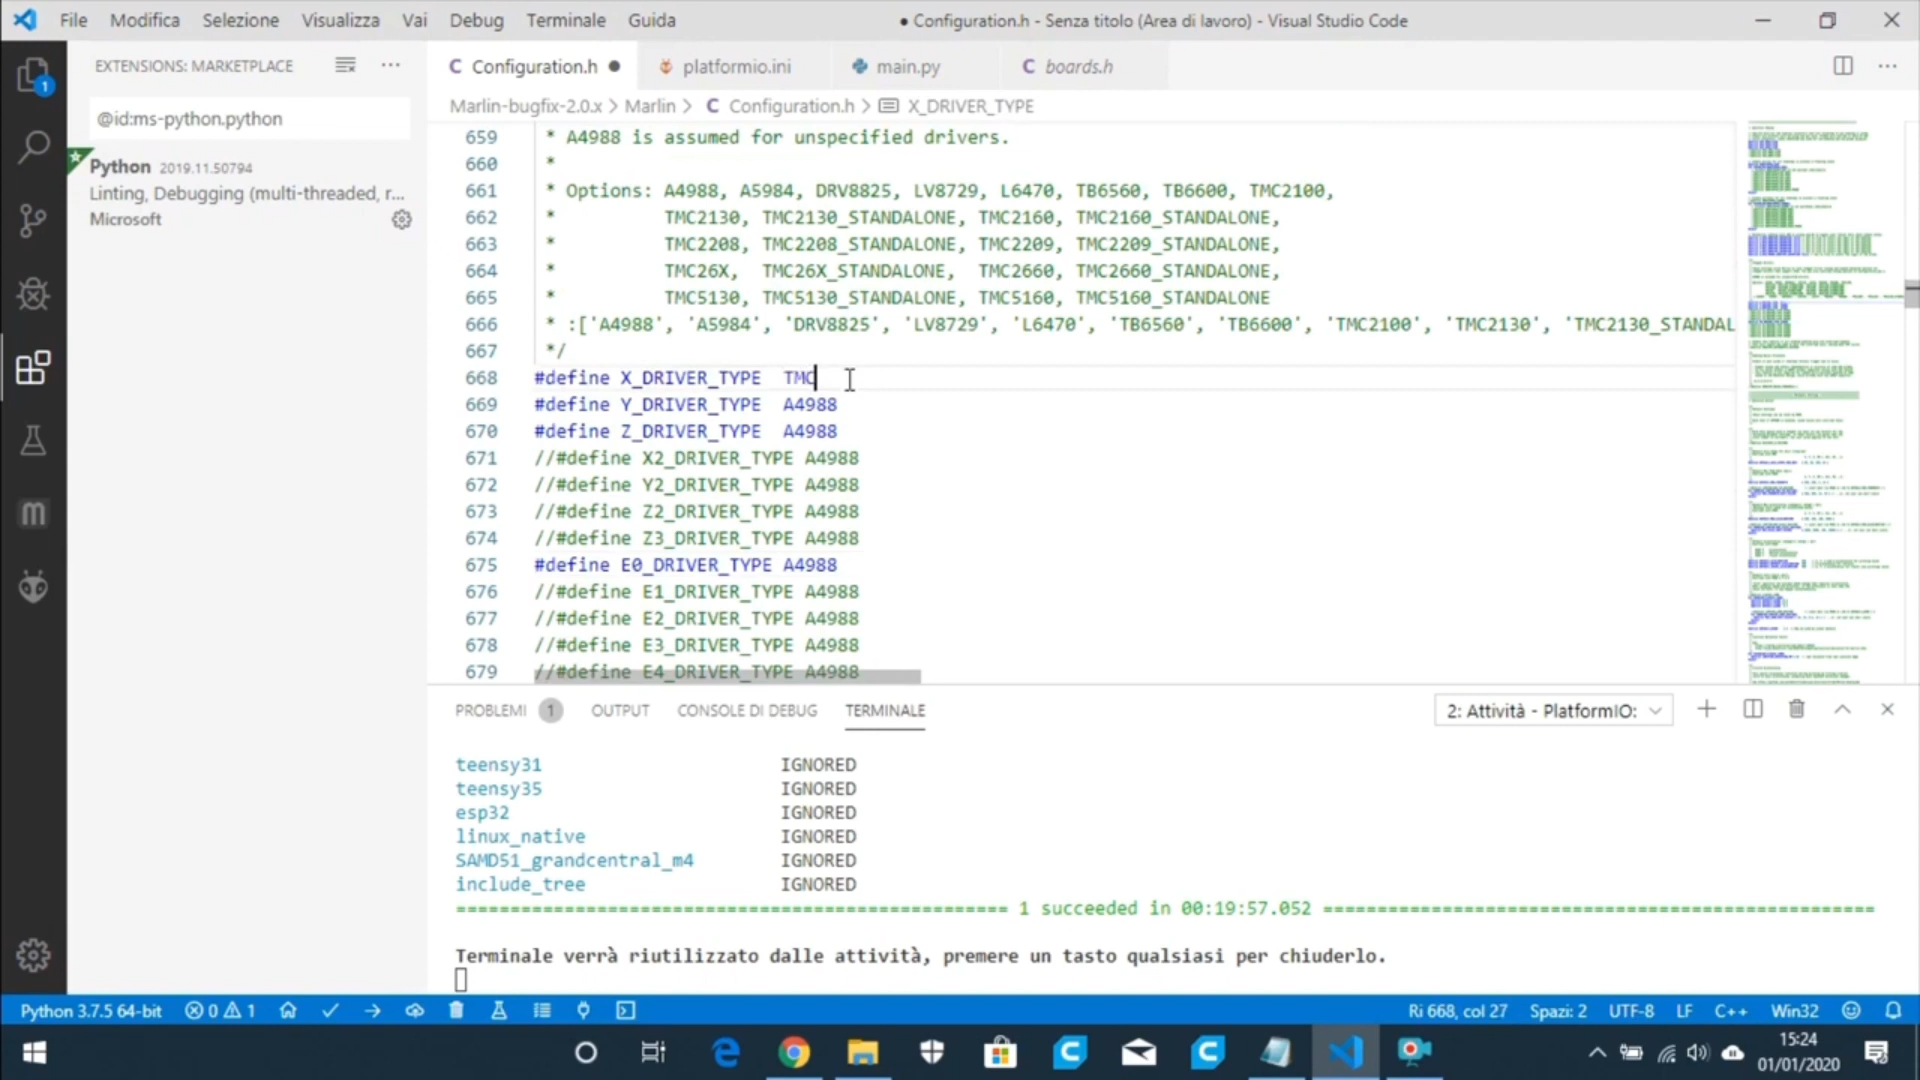 File Modifica Selezione Visualizza Vai Debug Terminale Guida ● Configuration.h - Senza titolo (Area di lavoro) - Visual Studio Code
EXTENSIONS: MARKETPLACE
@id:ms-python.python
Python 2019.11.50794
Linting, Debugging (multi-threaded, r...
Microsoft
1
C Configuration.h ● platformio.ini main.py C boards.h
Marlin-bugfix-2.0.x > Marlin > C Configuration.h > X_DRIVER_TYPE
659 * A4988 is assumed for unspecified drivers.
660 *
661 * Options: A4988, A5984, DRV8825, LV8729, L6470, TB6560, TB6600, TMC2100,
662 * TMC2130, TMC2130_STANDALONE, TMC2160, TMC2160_STANDALONE,
663 * TMC2208, TMC2208_STANDALONE, TMC2209, TMC2209_STANDALONE,
664 * TMC26X, TMC26X_STANDALONE, TMC2660, TMC2660_STANDALONE,
665 * TMC5130, TMC5130_STANDALONE, TMC5160, TMC5160_STANDALONE
666 * :['A4988', 'A5984', 'DRV8825', 'LV8729', 'L6470', 'TB6560', 'TB6600', 'TMC2100', 'TMC2130', 'TMC2130_STANDAL
667 */
668 #define X_DRIVER_TYPE TMC
669 #define Y_DRIVER_TYPE A4988
670 #define Z_DRIVER_TYPE A4988
671 //#define X2_DRIVER_TYPE A4988
672 //#define Y2_DRIVER_TYPE A4988
673 //#define Z2_DRIVER_TYPE A4988
674 //#define Z3_DRIVER_TYPE A4988
675 #define E0_DRIVER_TYPE A4988
676 //#define E1_DRIVER_TYPE A4988
677 //#define E2_DRIVER_TYPE A4988
678 //#define E3_DRIVER_TYPE A4988
679 //#define E4_DRIVER_TYPE A4988
PROBLEMI 1 OUTPUT CONSOLE DI DEBUG TERMINALE 2: Attività - PlatformIO:
teensy31 IGNORED
teensy35 IGNORED
esp32 IGNORED
linux_native IGNORED
SAMD51_grandcentral_m4 IGNORED
include_tree IGNORED
=================================================== 1 succeeded in 00:19:57.052 ===================================================
Terminale verrà riutilizzato dalle attività, premere un tasto qualsiasi per chiuderlo.
Python 3.7.5 64-bit 0 1 Ri 668, col 27 Spazi: 2 UTF-8 LF C++ Win32
15:24
01/01/2020